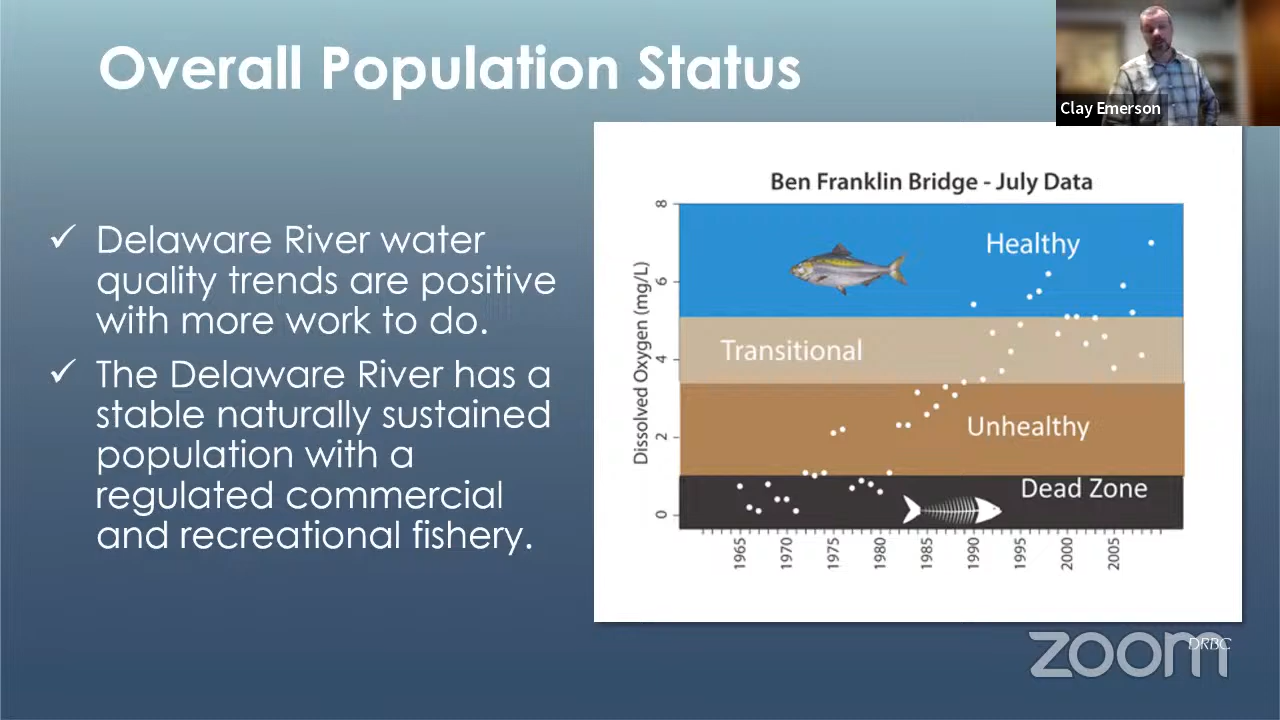 Overall Population Status
Clay Emerson
✓ Delaware River water
quality trends are positive
with more work to do.
✓ The Delaware River has a
stable naturally sustained
population with a
regulated commercial
and recreational fishery.
Ben Franklin Bridge - July Data
Dissolved Oxygen (mg/L)
8
6
4
2
0
Healthy
Transitional
Unhealthy
Dead Zone
1965 1970 1975 1980 1985 1990 1995 2000 2005
DRBC
zoom